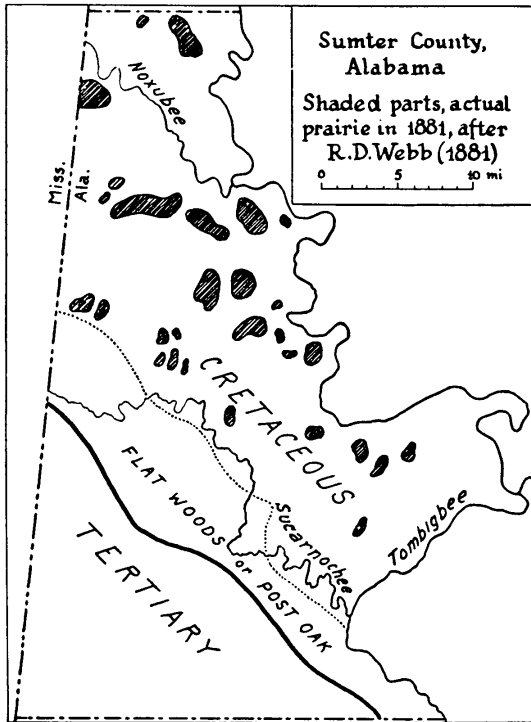 Sumter County,
Alabama
Shaded parts, actual
prairie in 1881, after
R.D.Webb (1881)
0 5 10 mi
Noxubee
Miss.
Ala.
CRETACEOUS
FLAT WOODS or POST OAK
Sucarnochee
Tombigbee
TERTIARY